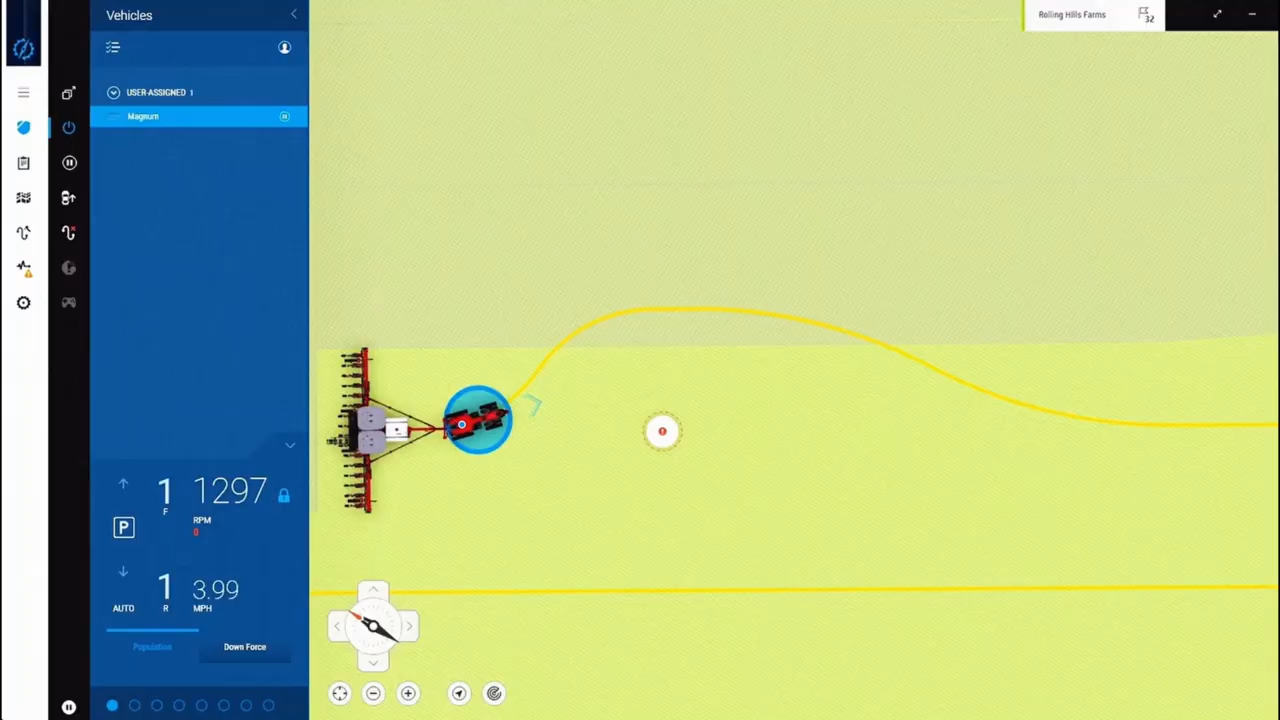 Vehicles
Rolling Hills Farms
32
USER-ASSIGNED 1
Magnum
1
F
1297
RPM
0
P
1
R
3.99
MPH
AUTO
Population
Down Force